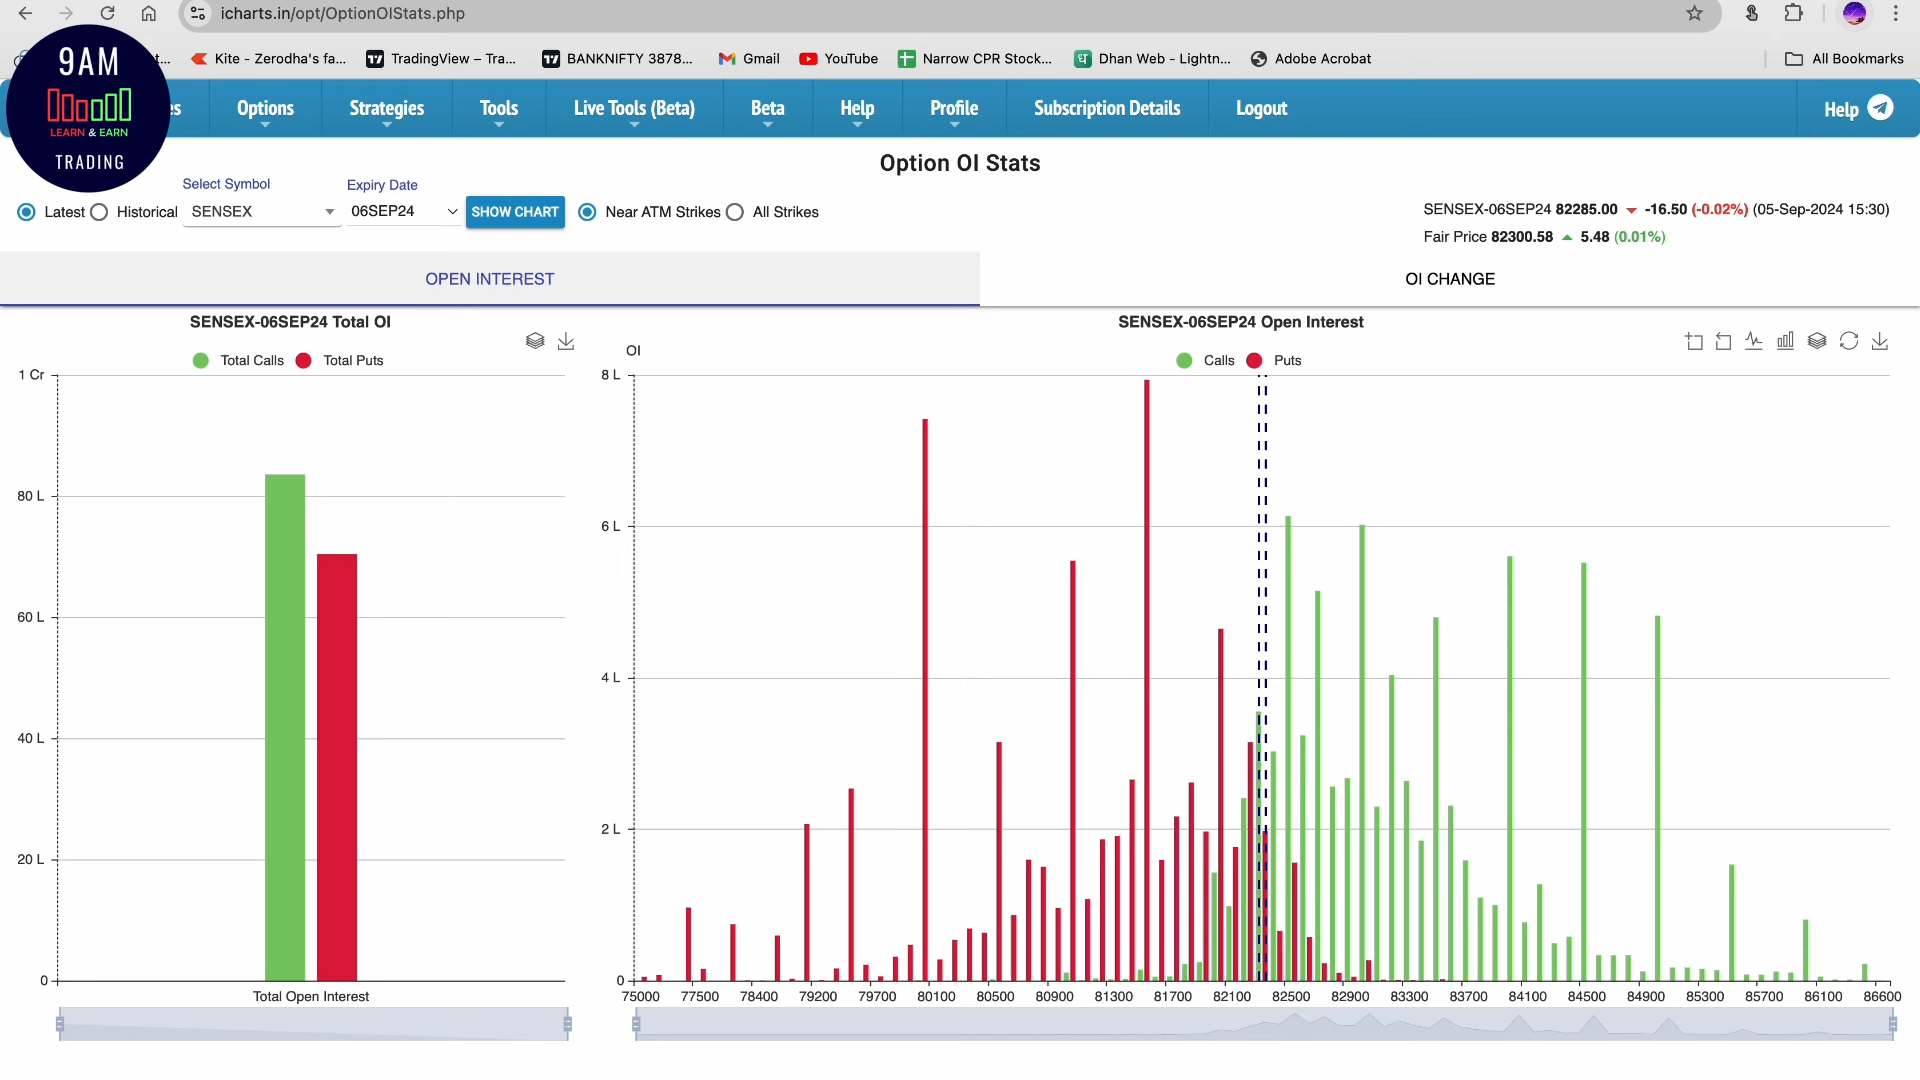 icharts.in/opt/OptionOIStats.php
t...
Kite - Zerodha's fa...
TradingView – Tra...
BANKNIFTY 3878...
Gmail
YouTube
Narrow CPR Stock...
Dhan Web - Lightn...
Adobe Acrobat
All Bookmarks
9AM
LEARN & EARN
TRADING
es
Options
Strategies
Tools
Live Tools (Beta)
Beta
Help
Profile
Subscription Details
Logout
Help
Option OI Stats
Select Symbol
Expiry Date
Latest
Historical
SENSEX
06SEP24
SHOW CHART
Near ATM Strikes
All Strikes
SENSEX-06SEP24 82285.00 -16.50 (-0.02%) (05-Sep-2024 15:30)
Fair Price 82300.58 5.48 (0.01%)
OPEN INTEREST
OI CHANGE
SENSEX-06SEP24 Total OI
Total Calls
Total Puts
1 Cr
80 L
60 L
40 L
20 L
0
Total Open Interest
SENSEX-06SEP24 Open Interest
OI
Calls
Puts
8 L
6 L
4 L
2 L
0
75000 77500 78400 79200 79700 80100 80500 80900 81300 81700 82100 82500 82900 83300 83700 84100 84500 84900 85300 85700 86100 86600